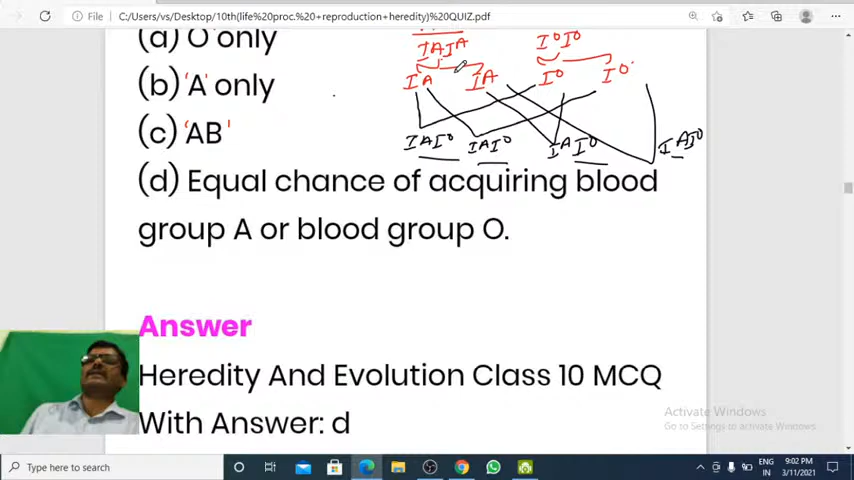 File
C:/Users/vs/Desktop/10th(life%20proc.%20+reproduction+heredity)%20QUIZ.pdf
(a) O only
IAIA
IOIO
IA IA IO IO
(b) 'A' only
(c) 'AB'
IAIO IAIO IAIO IAIO
(d) Equal chance of acquiring blood
group A or blood group O.
Answer
Heredity And Evolution Class 10 MCQ
With Answer: d
Activate Windows
Go to Settings to activate Windows.
Type here to search
ENG
IN
9:02 PM
3/11/2021